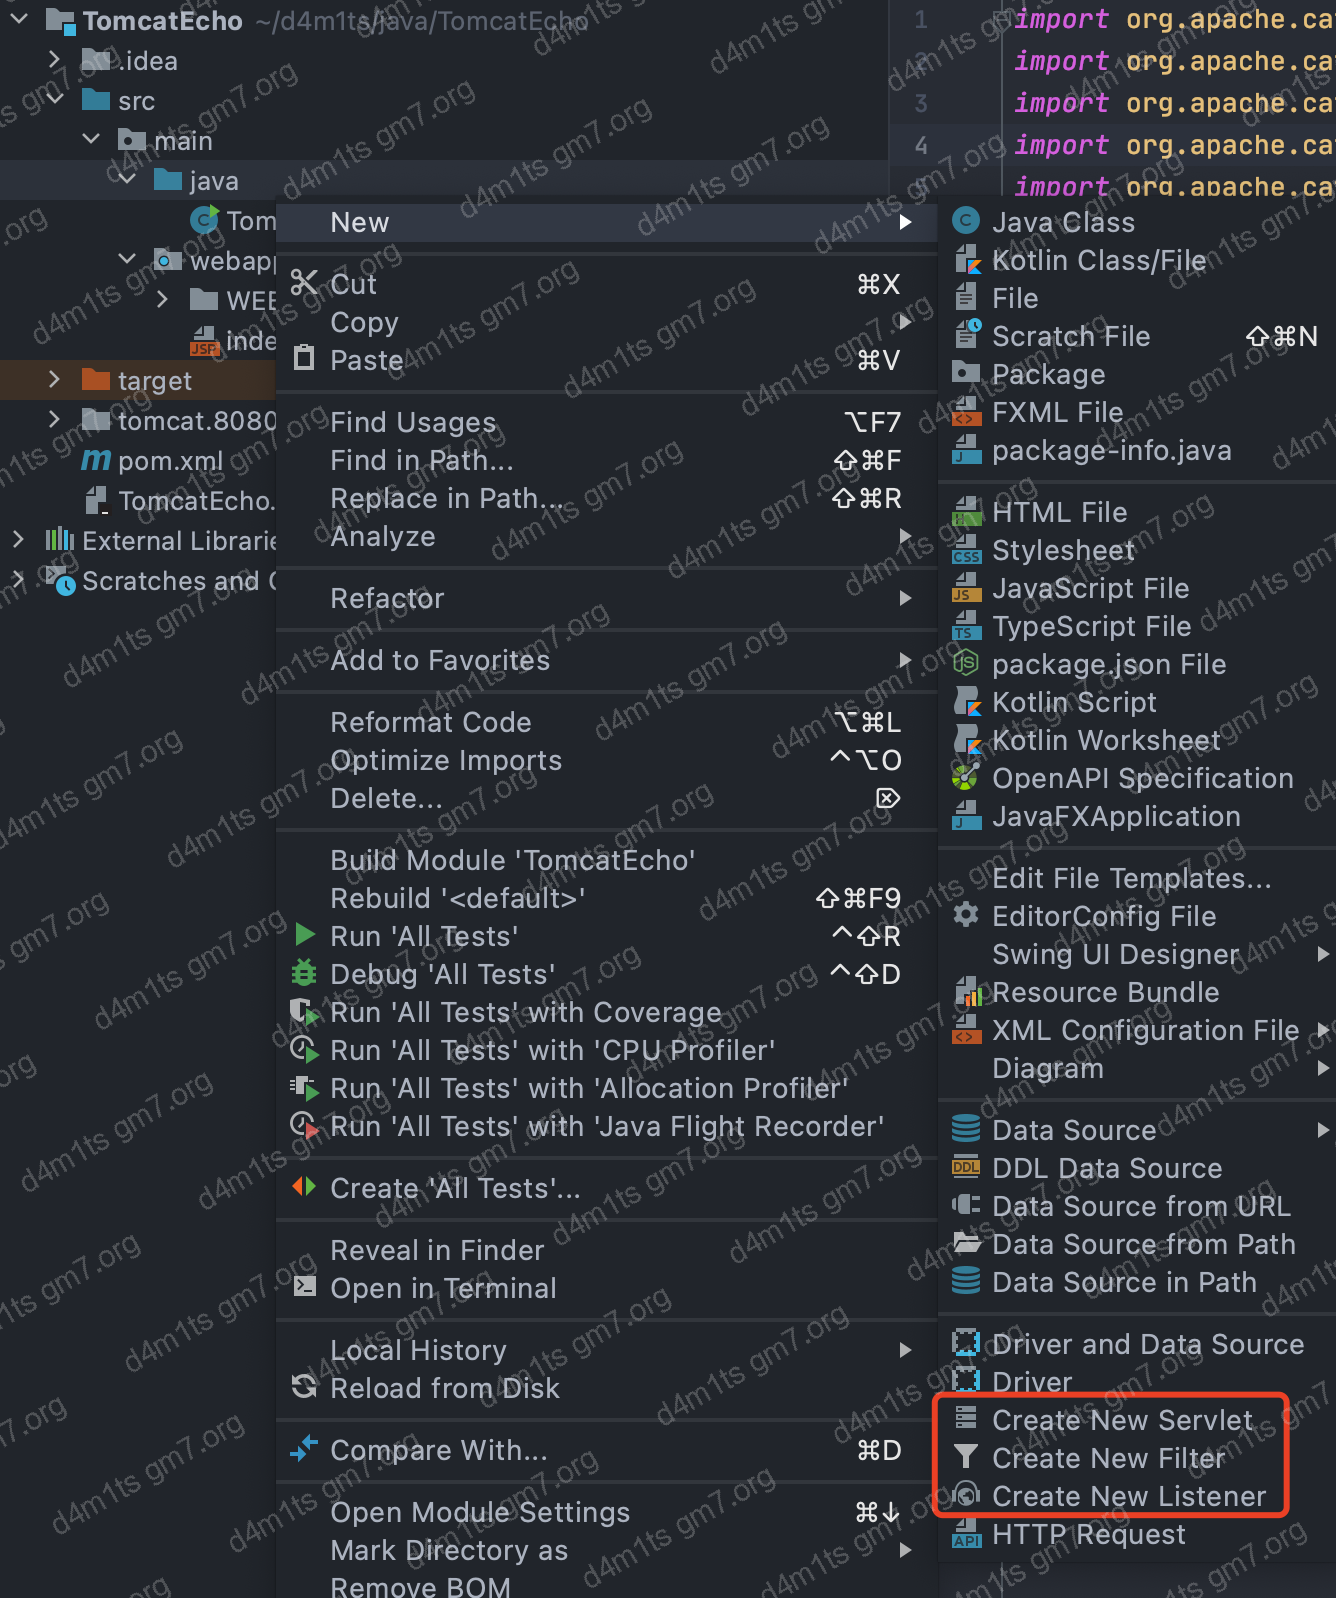 TomcatEcho ~/d4m1ts/java/TomcatEcho
.idea
src
main
java
Tom
webapp
WEB
inde
target
tomcat.8080
pom.xml
TomcatEcho.
External Librarie
Scratches and C
1 import org.apache.ca
2 import org.apache.ca
3 import org.apache.ca
4 import org.apache.ca
import org.apache.ca
New
Cut ⌘X
Copy
Paste ⌘V
Find Usages ⌥F7
Find in Path... ⇧⌘F
Replace in Path... ⇧⌘R
Analyze
Refactor
Add to Favorites
Reformat Code ⌥⌘L
Optimize Imports ^⌥O
Delete... ⌦
Build Module 'TomcatEcho'
Rebuild '<default>' ⇧⌘F9
Run 'All Tests' ^⇧R
Debug 'All Tests' ^⇧D
Run 'All Tests' with Coverage
Run 'All Tests' with 'CPU Profiler'
Run 'All Tests' with 'Allocation Profiler'
Run 'All Tests' with 'Java Flight Recorder'
Create 'All Tests'...
Reveal in Finder
Open in Terminal
Local History
Reload from Disk
Compare With... ⌘D
Open Module Settings ⌘↓
Mark Directory as
Remove BOM
Java Class
Kotlin Class/File
File
Scratch File ⇧⌘N
Package
FXML File
package-info.java
HTML File
Stylesheet
JavaScript File
TypeScript File
package.json File
Kotlin Script
Kotlin Worksheet
OpenAPI Specification
JavaFXApplication
Edit File Templates...
EditorConfig File
Swing UI Designer
Resource Bundle
XML Configuration File
Diagram
Data Source
DDL Data Source
Data Source from URL
Data Source from Path
Data Source in Path
Driver and Data Source
Driver
Create New Servlet
Create New Filter
Create New Listener
HTTP Request
d4m1ts gm7.org